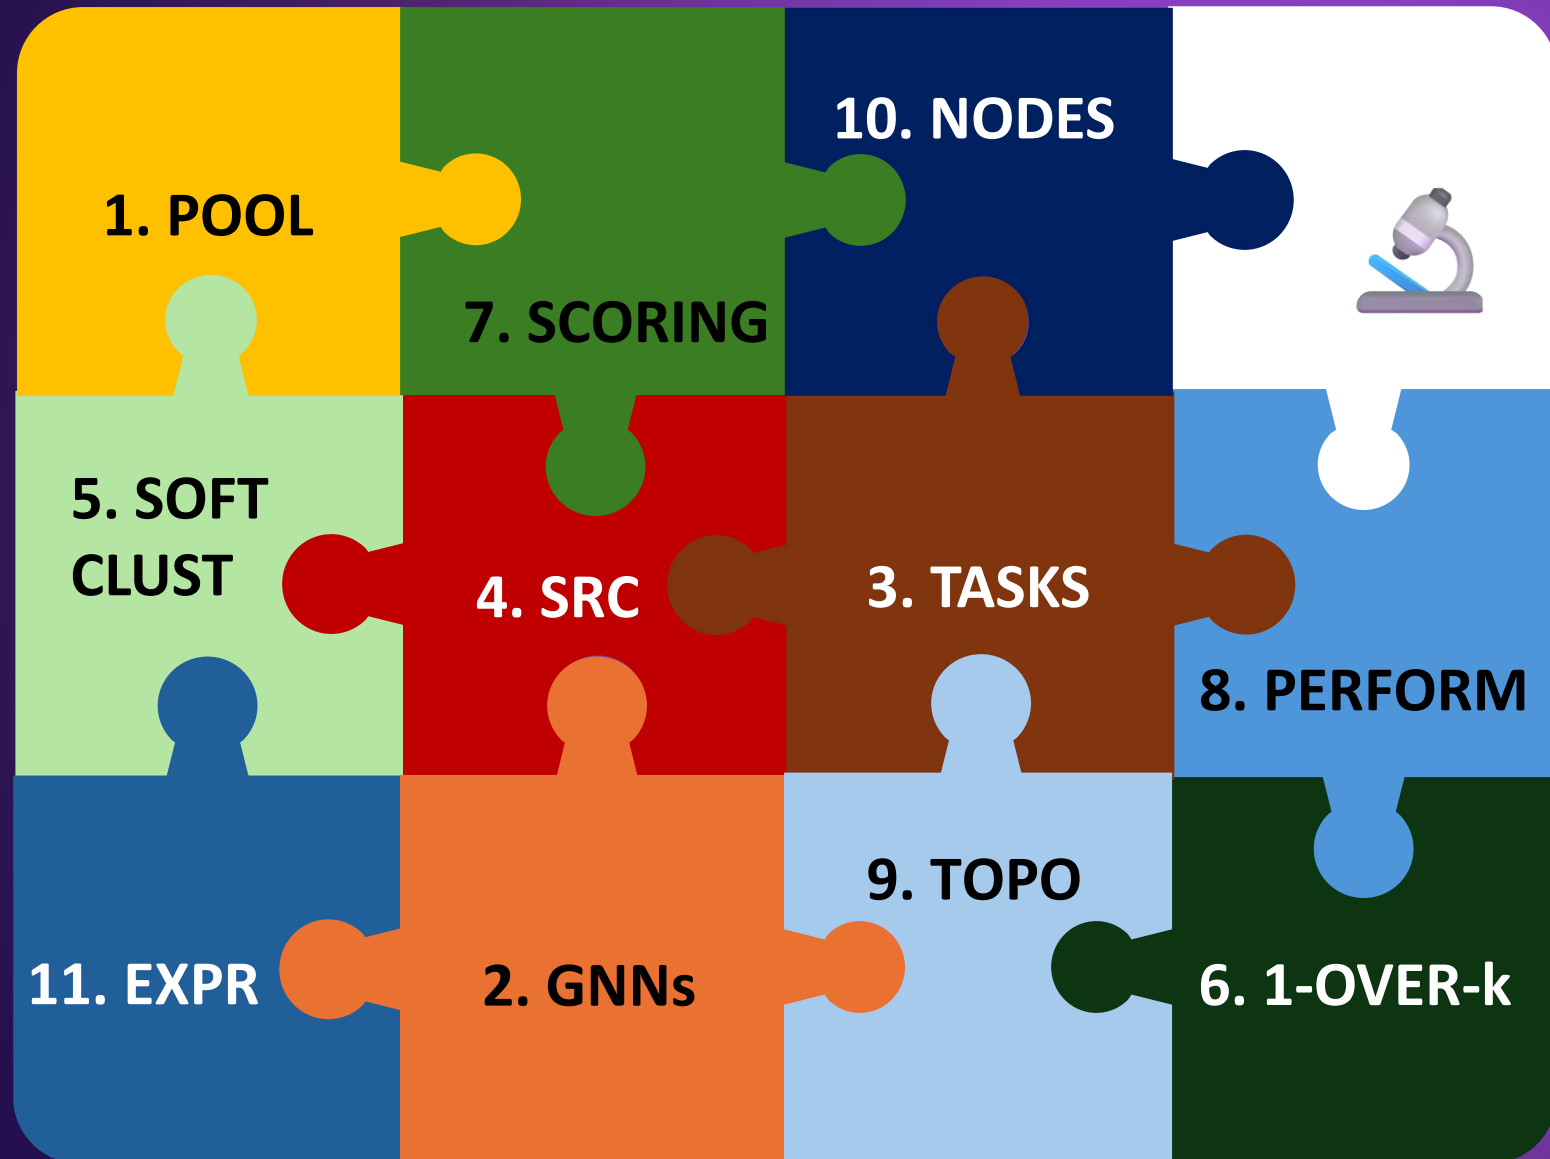 1. POOL
7. SCORING
10. NODES
5. SOFT
CLUST
4. SRC
3. TASKS
8. PERFORM
11. EXPR
2. GNNs
9. TOPO
6. 1-OVER-k